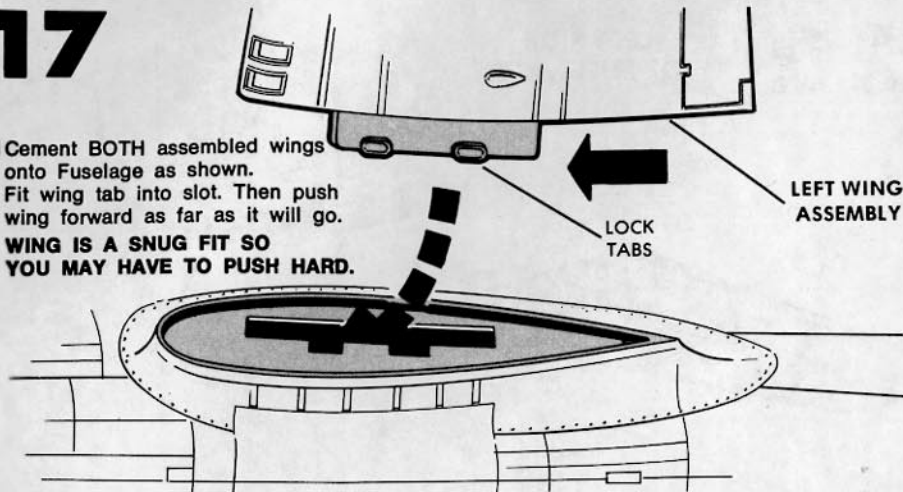 17
Cement BOTH assembled wings
onto Fuselage as shown.
Fit wing tab into slot. Then push
wing forward as far as it will go.
WING IS A SNUG FIT SO
YOU MAY HAVE TO PUSH HARD.
LOCK
TABS
LEFT WING
ASSEMBLY